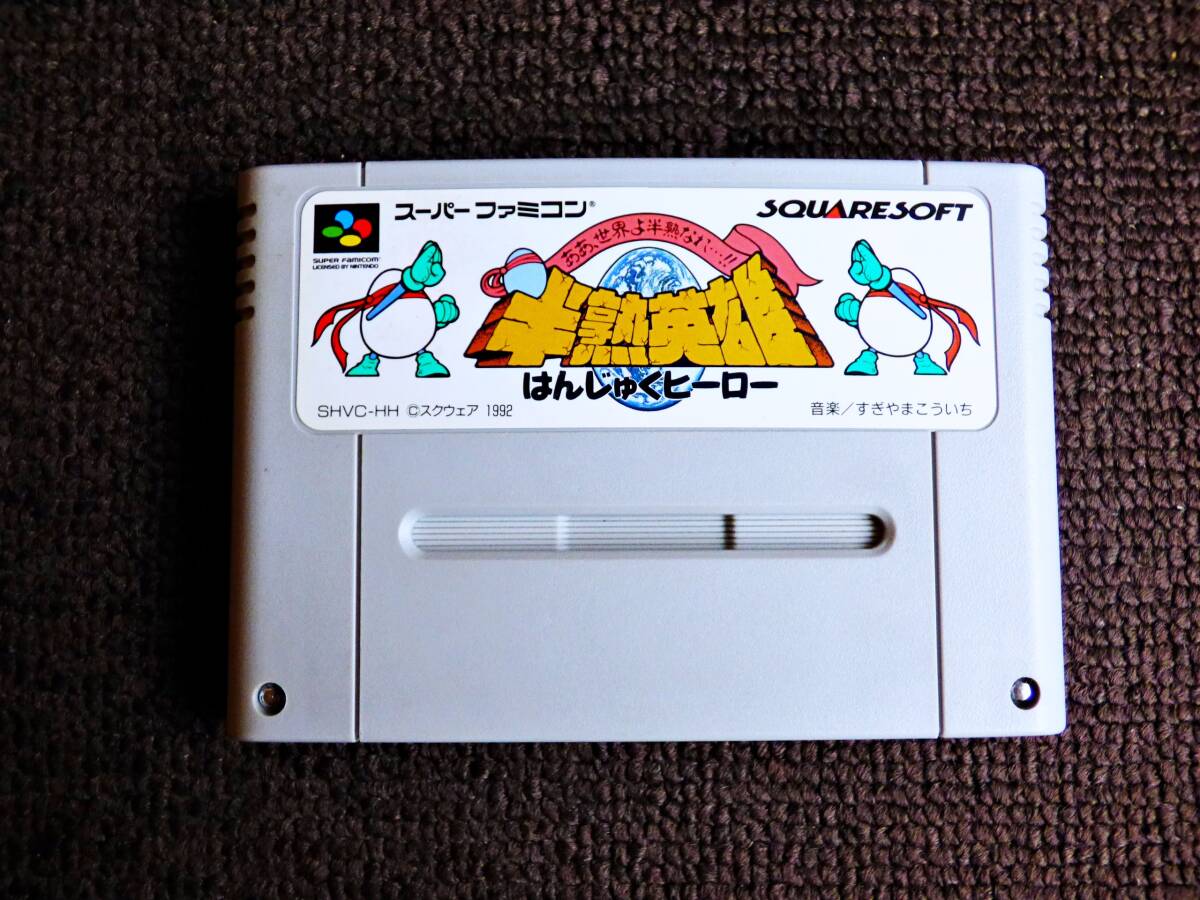 スーパーファミコン®
SQUARESOFT
SUPER FAMICOM
LICENSED BY NINTENDO
ああ、世界よ半熟なれ…!!
半熟英雄
はんじゅくヒーロー
SHVC-HH ©スクウェア 1992
音楽/すぎやまこういち